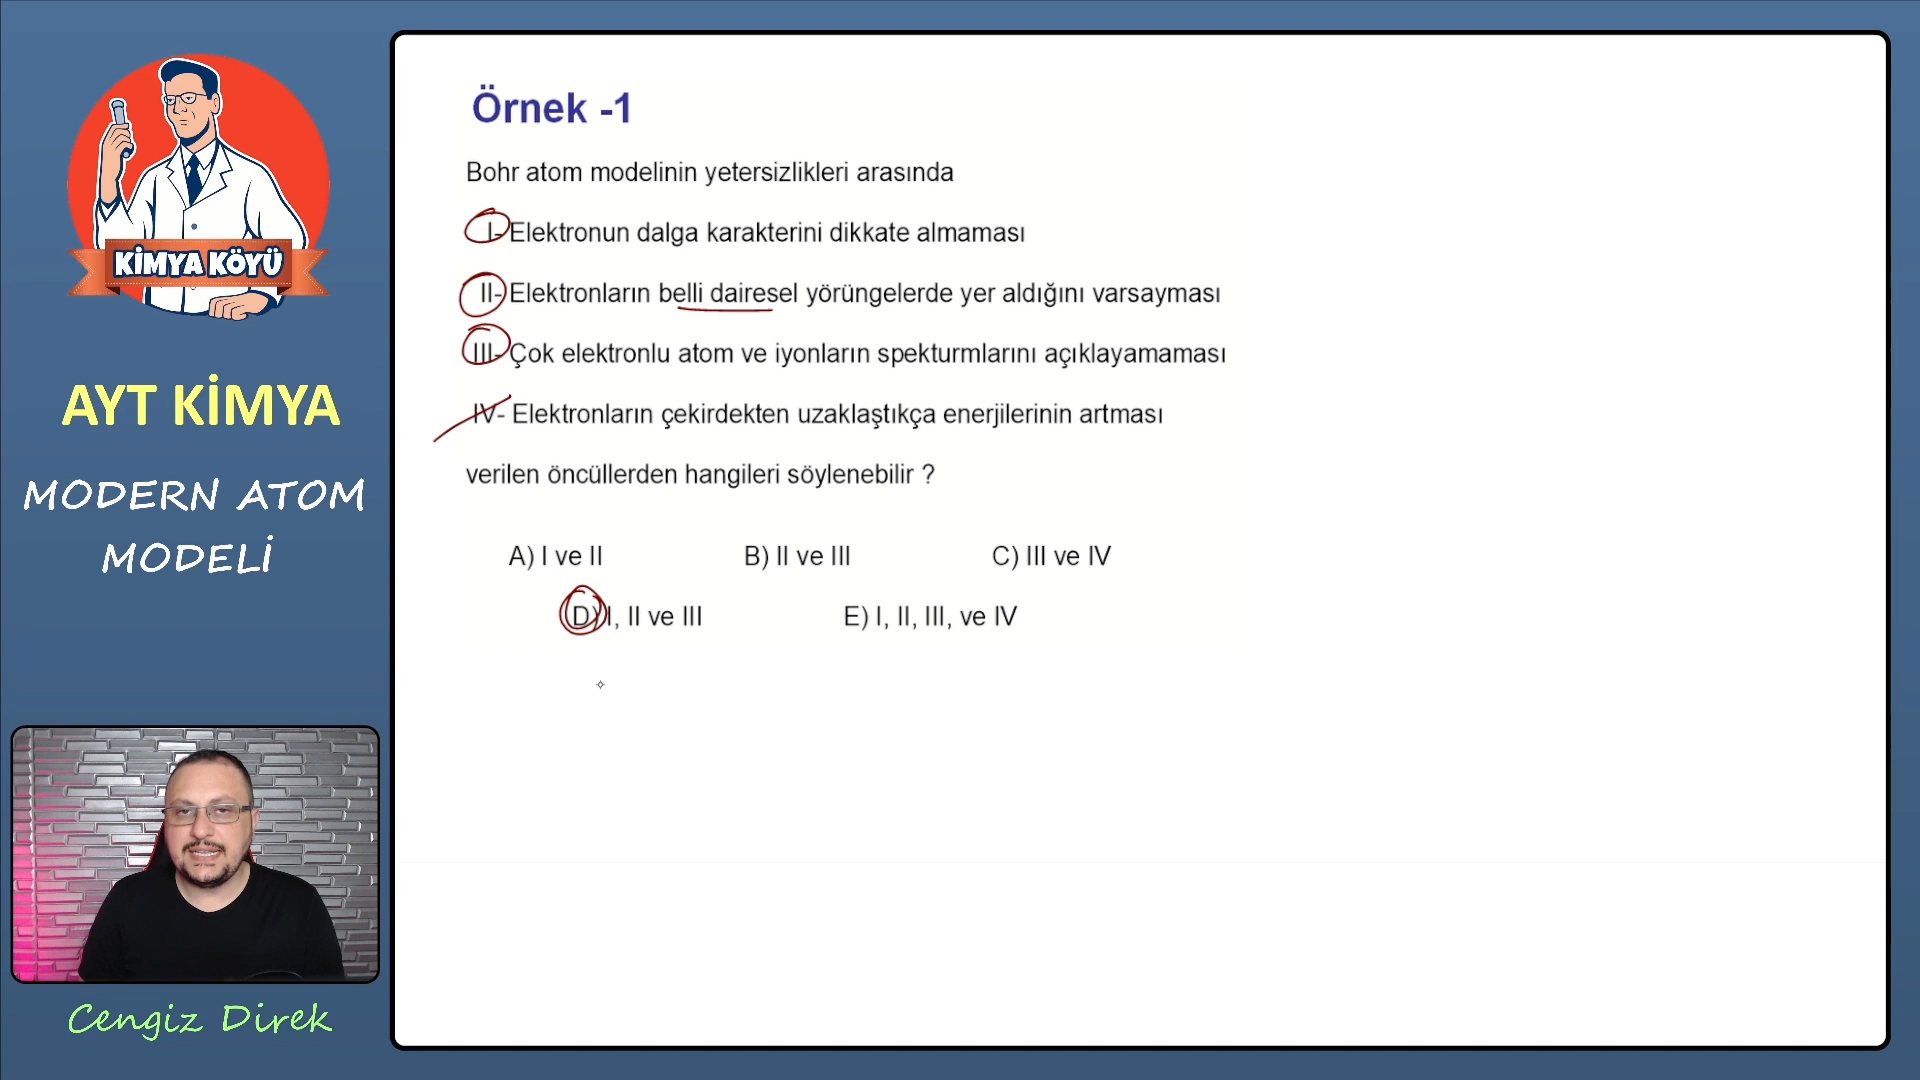 KİMYA KÖYÜ
AYT KİMYA
MODERN ATOM
MODELİ
Cengiz Direk
Örnek -1
Bohr atom modelinin yetersizlikleri arasında
I- Elektronun dalga karakterini dikkate almaması
II- Elektronların belli dairesel yörüngelerde yer aldığını varsayması
III- Çok elektronlu atom ve iyonların spekturmlarını açıklayamaması
IV- Elektronların çekirdekten uzaklaştıkça enerjilerinin artması
verilen öncüllerden hangileri söylenebilir ?
A) I ve II B) II ve III C) III ve IV
D) I, II ve III E) I, II, III, ve IV